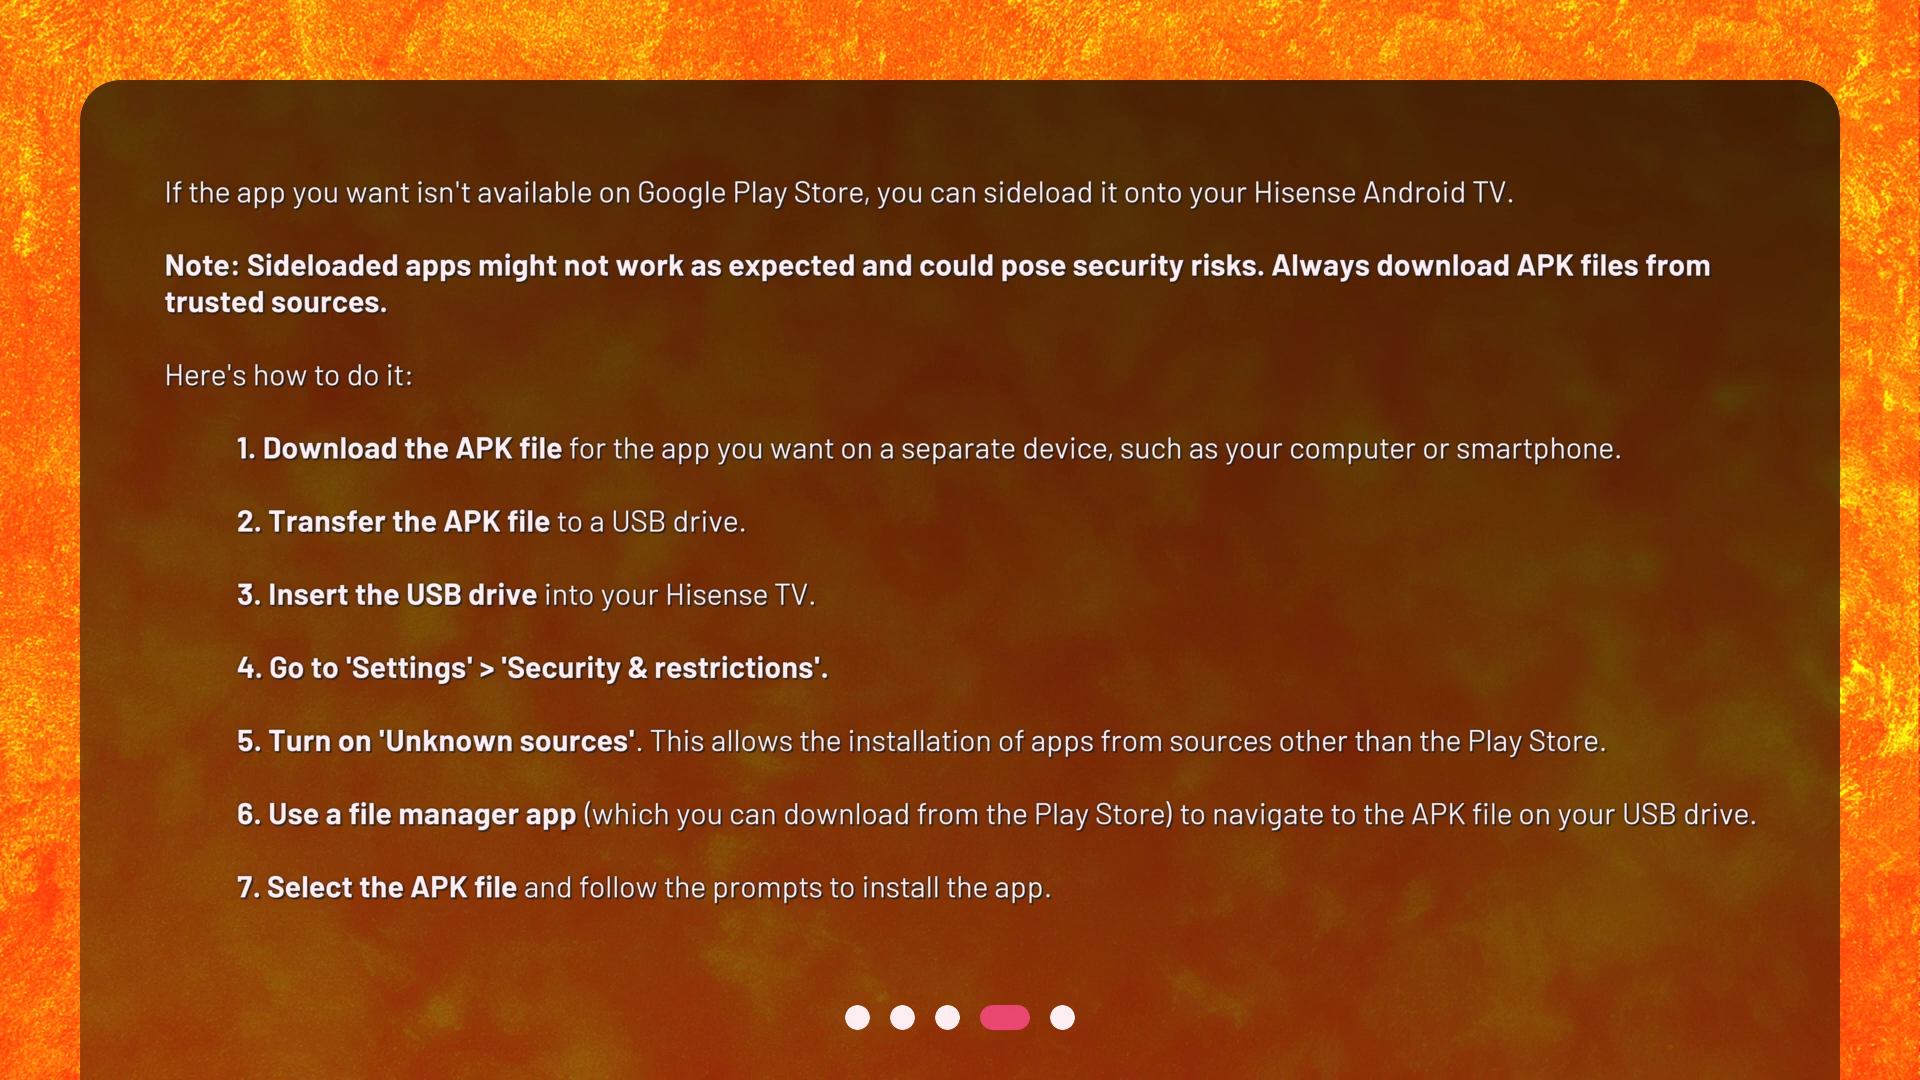 If the app you want isn't available on Google Play Store, you can sideload it onto your Hisense Android TV.
Note: Sideloaded apps might not work as expected and could pose security risks. Always download APK files from
trusted sources.
Here's how to do it:
1. Download the APK file for the app you want on a separate device, such as your computer or smartphone.
2. Transfer the APK file to a USB drive.
3. Insert the USB drive into your Hisense TV.
4. Go to 'Settings' > 'Security & restrictions'.
5. Turn on 'Unknown sources'. This allows the installation of apps from sources other than the Play Store.
6. Use a file manager app (which you can download from the Play Store) to navigate to the APK file on your USB drive.
7. Select the APK file and follow the prompts to install the app.